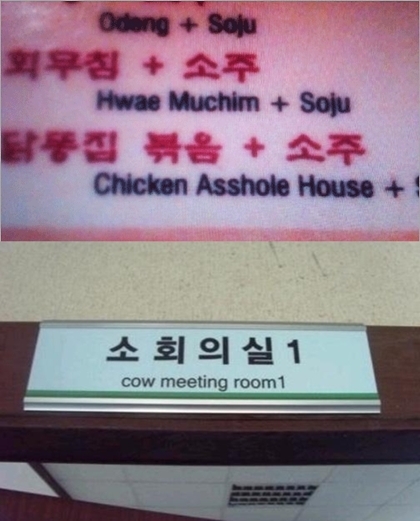 Odeng + Soju
회무침 + 소주
Hwae Muchim + Soju
닭똥집 볶음 + 소주
Chicken Asshole House +
소회의실1
cow meeting room1